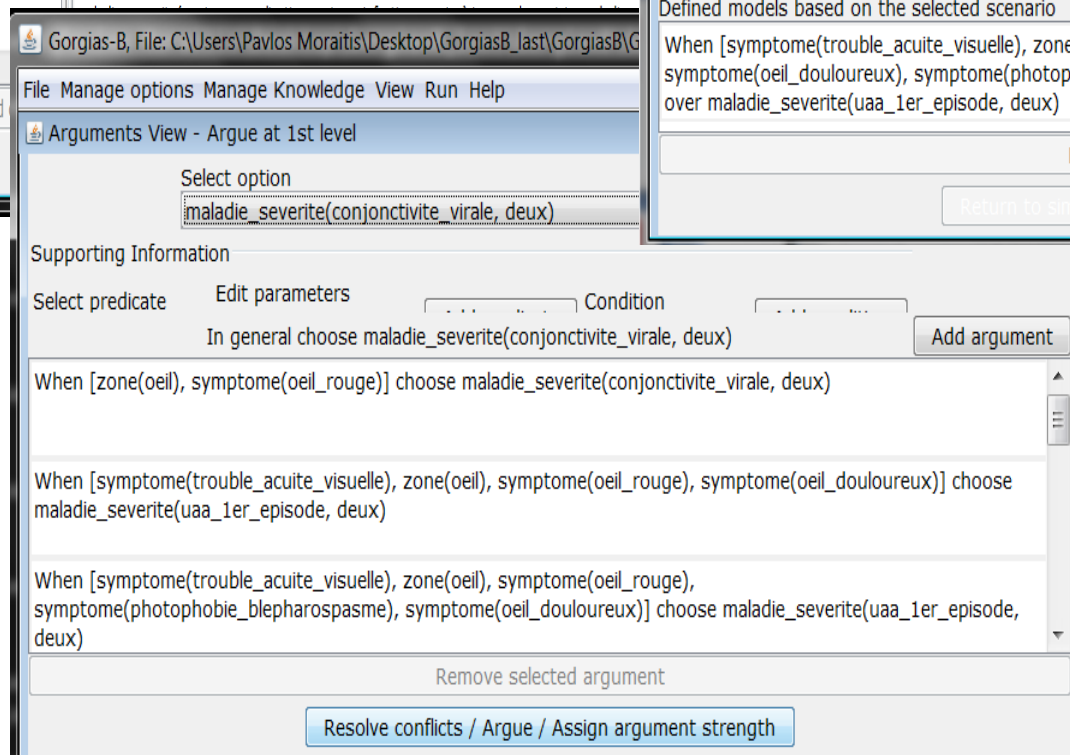 Gorgias-B, File: C:\Users\Pavlos Moraitis\Desktop\GorgiasB_last\GorgiasB\G
File Manage options Manage Knowledge View Run Help
Arguments View - Argue at 1st level
Select option
maladie_severite(conjonctivite_virale, deux)
Supporting Information
Select predicate Edit parameters Condition
In general choose maladie_severite(conjonctivite_virale, deux) Add argument
When [zone(oeil), symptome(oeil_rouge)] choose maladie_severite(conjonctivite_virale, deux)
When [symptome(trouble_acuite_visuelle), zone(oeil), symptome(oeil_rouge), symptome(oeil_douloureux)] choose
maladie_severite(uaa_1er_episode, deux)
When [symptome(trouble_acuite_visuelle), zone(oeil), symptome(oeil_rouge),
symptome(photophobie_blepharospasme), symptome(oeil_douloureux)] choose maladie_severite(uaa_1er_episode,
deux)
Remove selected argument
Resolve conflicts / Argue / Assign argument strength
Defined models based on the selected scenario
When [symptome(trouble_acuite_visuelle), zone
symptome(oeil_douloureux), symptome(photop
over maladie_severite(uaa_1er_episode, deux)
Return to sin